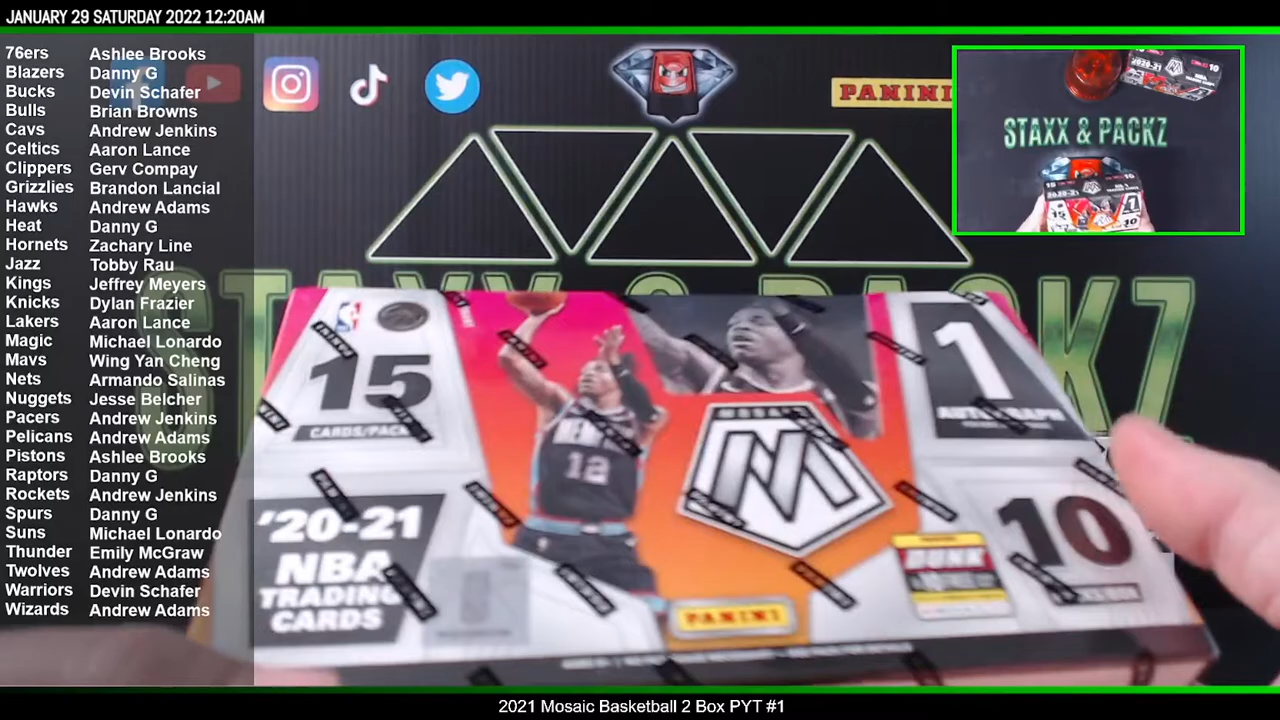 JANUARY 29 SATURDAY 2022 12:20AM
76ers Ashlee Brooks
Blazers Danny G
Bucks Devin Schafer
Bulls Brian Browns
Cavs Andrew Jenkins
Celtics Aaron Lance
Clippers Gerv Compay
Grizzlies Brandon Lancial
Hawks Andrew Adams
Heat Danny G
Hornets Zachary Line
Jazz Tobby Rau
Kings Jeffrey Meyers
Knicks Dylan Frazier
Lakers Aaron Lance
Magic Michael Lonardo
Mavs Wing Yan Cheng
Nets Armando Salinas
Nuggets Jesse Belcher
Pacers Andrew Jenkins
Pelicans Andrew Adams
Pistons Ashlee Brooks
Raptors Danny G
Rockets Andrew Jenkins
Spurs Danny G
Suns Michael Lonardo
Thunder Emily McGraw
Twolves Andrew Adams
Warriors Devin Schafer
Wizards Andrew Adams
PANINI
STAXX & PACKZ
STAXX & PACKZ
NBA
15
CARDS/PACK
'20-21
NBA
TRADING
CARDS
12
MOSAIC
PANINI
1
AUTOGRAPH
10
2021 Mosaic Basketball 2 Box PYT #1